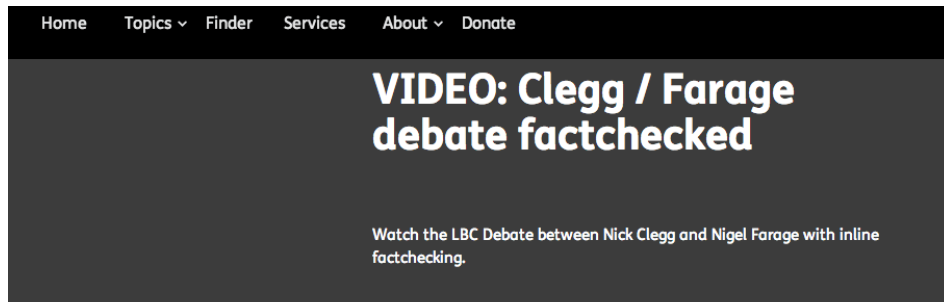 Home Topics Finder Services About Donate
VIDEO: Clegg / Farage
debate factchecked
Watch the LBC Debate between Nick Clegg and Nigel Farage with inline
factchecking.